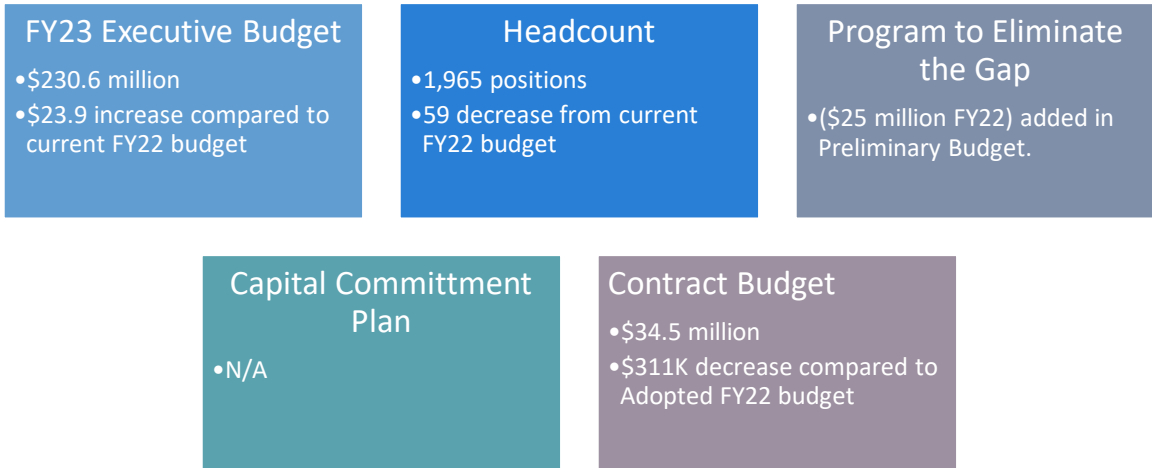 FY23 Executive Budget
•$230.6 million
•$23.9 increase compared to
current FY22 budget
Headcount
•1,965 positions
•59 decrease from current
FY22 budget
Program to Eliminate
the Gap
•($25 million FY22) added in
Preliminary Budget.
Capital Committment
Plan
•N/A
Contract Budget
•$34.5 million
•$311K decrease compared to
Adopted FY22 budget